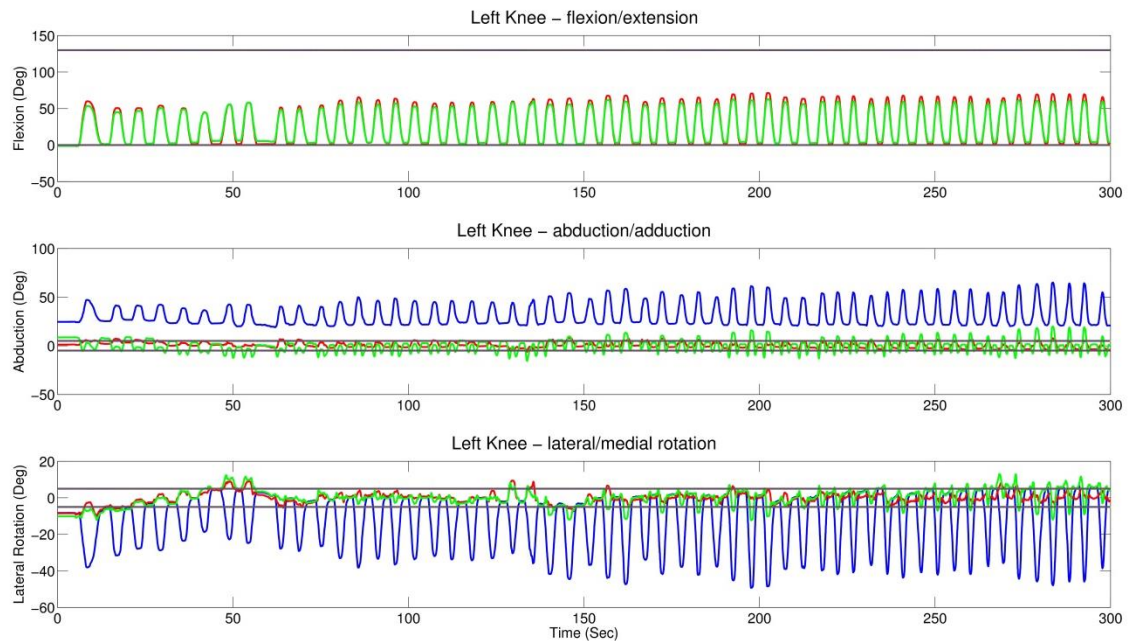 Left Knee − flexion/extension
150
100
50
0
−50
Flexion (Deg)
0 50 100 150 200 250 300
Left Knee − abduction/adduction
100
50
0
−50
Abduction (Deg)
0 50 100 150 200 250 300
Left Knee − lateral/medial rotation
20
0
−20
−40
−60
Lateral Rotation (Deg)
0 50 100 150 200 250 300
Time (Sec)